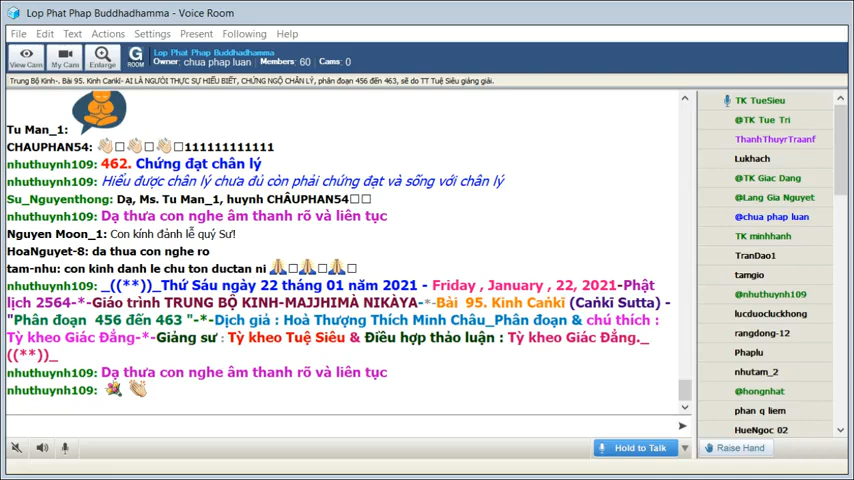 Lop Phat Phap Buddhadhamma - Voice Room
File Edit Text Actions Settings Present Following Help
View Cam My Cam Enlarge G ROOM
Lop Phat Phap Buddhadhamma
Owner: chua phap luan Members: 60 Cams: 0
Trung Bộ Kinh-. Bài 95. Kinh Cankī- AI LÀ NGƯỜI THỰC SỰ HIỂU BIẾT, CHỨNG NGỘ CHÂN LÝ, phân đoạn 456 đến 463, sẽ do TT Tuệ Siêu giảng giải.
Tu Man_1:
CHAUPHAN54: 👏🏻□👏🏻□👏🏻□111111111111
nhuthuynh109: 462. Chứng đạt chân lý
nhuthuynh109: Hiểu được chân lý chưa đủ còn phải chứng đạt và sống với chân lý
Su_Nguyenthong: Dạ, Ms. Tu Man_1, huynh CHÂUPHAN54□□
nhuthuynh109: Dạ thưa con nghe âm thanh rõ và liên tục
Nguyen Moon_1: Con kính đảnh lễ quý Sư!
HoaNguyet-8: da thua con nghe ro
tam-nhu: con kinh danh le chu ton ductan ni 🙏□🙏□🙏□
nhuthuynh109: _((**))_Thứ Sáu ngày 22 tháng 01 năm 2021 - Friday , January , 22, 2021-Phật
lịch 2564-*-Giáo trình TRUNG BỘ KINH-MAJJHIMÀ NIKÀYA-*-Bài 95. Kinh Caṅkī (Caṅkī Sutta) -
"Phân đoạn 456 đến 463 "-*-Dịch giả : Hoà Thượng Thích Minh Châu_Phân đoạn & chú thích :
Tỳ kheo Giác Đẳng-*-Giảng sư : Tỳ kheo Tuệ Siêu & Điều hợp thảo luận : Tỳ kheo Giác Đẳng._
((**))_
nhuthuynh109: Dạ thưa con nghe âm thanh rõ và liên tục
nhuthuynh109: 💐 👏
Hold to Talk
TK TueSieu
@TK Tue Tri
ThanhThuyrTraanf
Lukhach
@TK Giac Dang
@Lang Gia Nguyet
@chua phap luan
TK minhhanh
TranDao1
tamgio
@nhuthuynh109
lucduocluckhong
rangdong-12
Phaplu
nhutam_2
@hongnhat
phan q liem
HueNgoc 02
Raise Hand